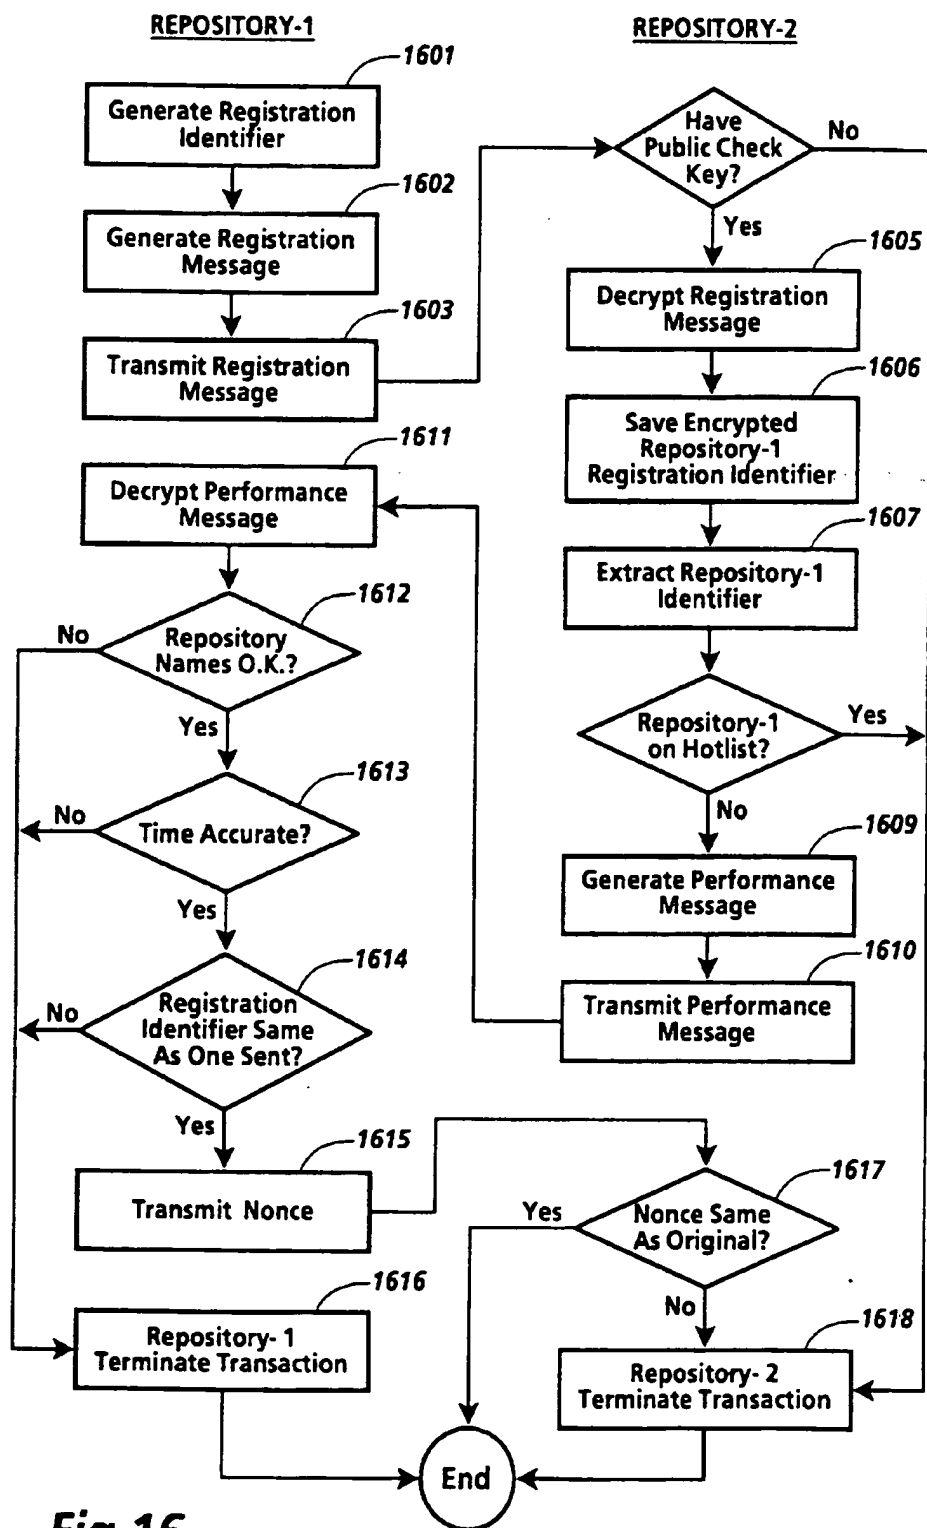 REPOSITORY-1
1601
Generate Registration
Identifier
1602
Generate Registration
Message
1603
Transmit Registration
Message
1611
Decrypt Performance
Message
1612
Repository
Names O.K.?
No
Yes
1613
Time Accurate?
No
Yes
1614
Registration
Identifier Same
As One Sent?
No
Yes
1615
Transmit Nonce
1616
Repository- 1
Terminate Transaction
REPOSITORY-2
Have
Public Check
Key?
No
Yes
1605
Decrypt Registration
Message
1606
Save Encrypted
Repository-1
Registration Identifier
1607
Extract Repository-1
Identifier
Repository-1
on Hotlist?
Yes
No
1609
Generate Performance
Message
1610
Transmit Performance
Message
1617
Nonce Same
As Original?
Yes
No
1618
Repository- 2
Terminate Transaction
End
Fig.16